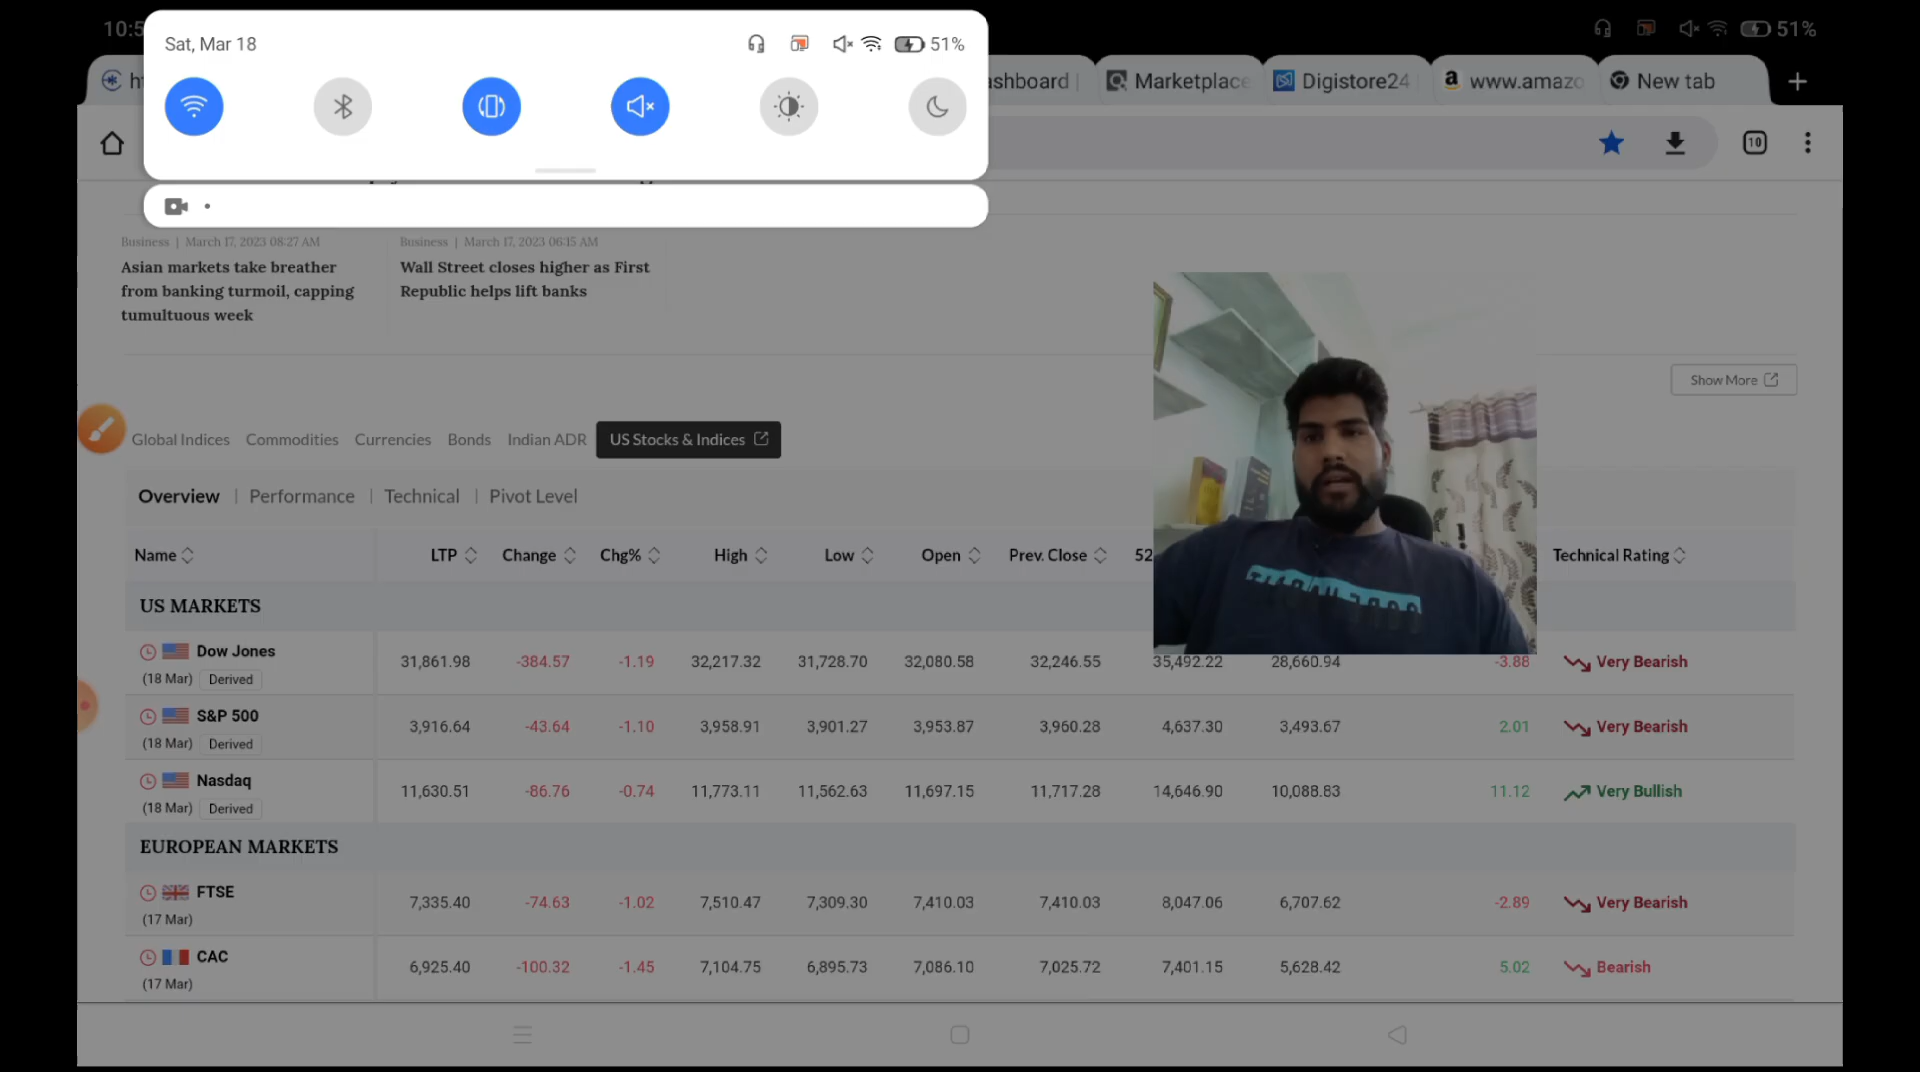 10:5
51%
Sat, Mar 18
51%
ht
ashboard |
Marketplace
Digistore24
www.amazo
New tab
10
Business | March 17, 2023 08:27 AM
Asian markets take breather
from banking turmoil, capping
tumultuous week
Business | March 17, 2023 06:15 AM
Wall Street closes higher as First
Republic helps lift banks
Show More
Global Indices Commodities Currencies Bonds Indian ADR US Stocks & Indices
Overview | Performance | Technical | Pivot Level
Name LTP Change Chg% High Low Open Prev. Close 52 Technical Rating
US MARKETS
Dow Jones 31,861.98 -384.57 -1.19 32,217.32 31,728.70 32,080.58 32,246.55 35,492.22 28,660.94 -3.88 Very Bearish
(18 Mar) Derived
S&P 500 3,916.64 -43.64 -1.10 3,958.91 3,901.27 3,953.87 3,960.28 4,637.30 3,493.67 2.01 Very Bearish
(18 Mar) Derived
Nasdaq 11,630.51 -86.76 -0.74 11,773.11 11,562.63 11,697.15 11,717.28 14,646.90 10,088.83 11.12 Very Bullish
(18 Mar) Derived
EUROPEAN MARKETS
FTSE 7,335.40 -74.63 -1.02 7,510.47 7,309.30 7,410.03 7,410.03 8,047.06 6,707.62 -2.89 Very Bearish
(17 Mar)
CAC 6,925.40 -100.32 -1.45 7,104.75 6,895.73 7,086.10 7,025.72 7,401.15 5,628.42 5.02 Bearish
(17 Mar)